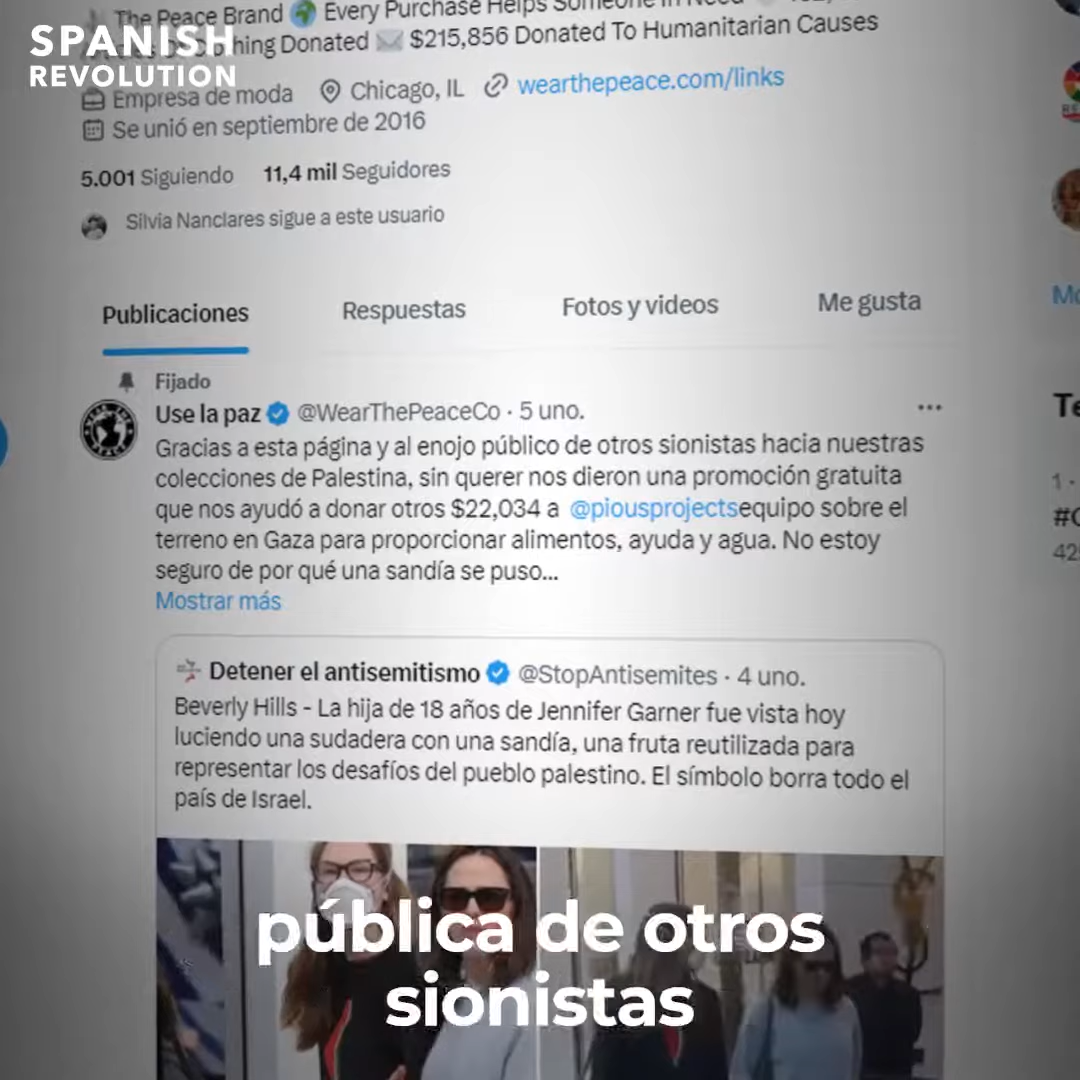 The Peace Brand 🌍 Every Purchase Helps Someone In Need
SPANISH
REVOLUTION
hing Donated ✉️ $215,856 Donated To Humanitarian Causes
Empresa de moda Chicago, IL wearthepeace.com/links
Se unió en septiembre de 2016
5.001 Siguiendo 11,4 mil Seguidores
Silvia Nanclares sigue a este usuario
Publicaciones Respuestas Fotos y videos Me gusta
Fijado
Use la paz @WearThePeaceCo · 5 uno. ...
Gracias a esta página y al enojo público de otros sionistas hacia nuestras
colecciones de Palestina, sin querer nos dieron una promoción gratuita
que nos ayudó a donar otros $22,034 a @piousprojectsequipo sobre el
terreno en Gaza para proporcionar alimentos, ayuda y agua. No estoy
seguro de por qué una sandía se puso...
Mostrar más
Detener el antisemitismo @StopAntisemites · 4 uno.
Beverly Hills - La hija de 18 años de Jennifer Garner fue vista hoy
luciendo una sudadera con una sandía, una fruta reutilizada para
representar los desafíos del pueblo palestino. El símbolo borra todo el
país de Israel.
pública de otros
sionistas